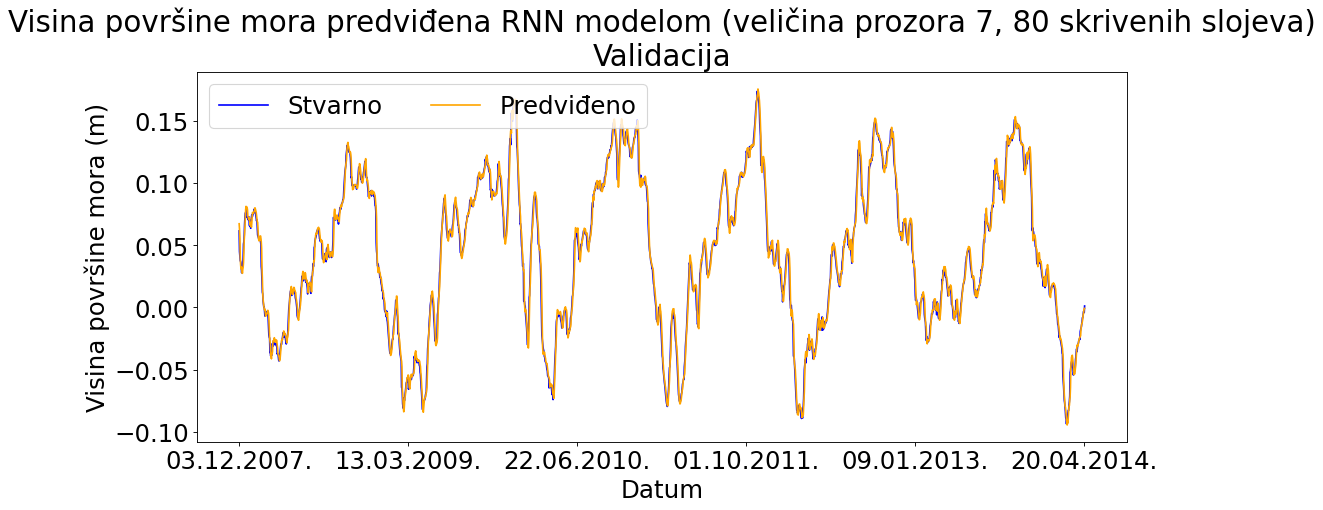 Visina površine mora predviđena RNN modelom (veličina prozora 7, 80 skrivenih slojeva)
Validacija
Stvarno Predviđeno
Visina površine mora (m)
0.15
0.10
0.05
0.00
−0.05
−0.10
03.12.2007. 13.03.2009. 22.06.2010. 01.10.2011. 09.01.2013. 20.04.2014.
Datum